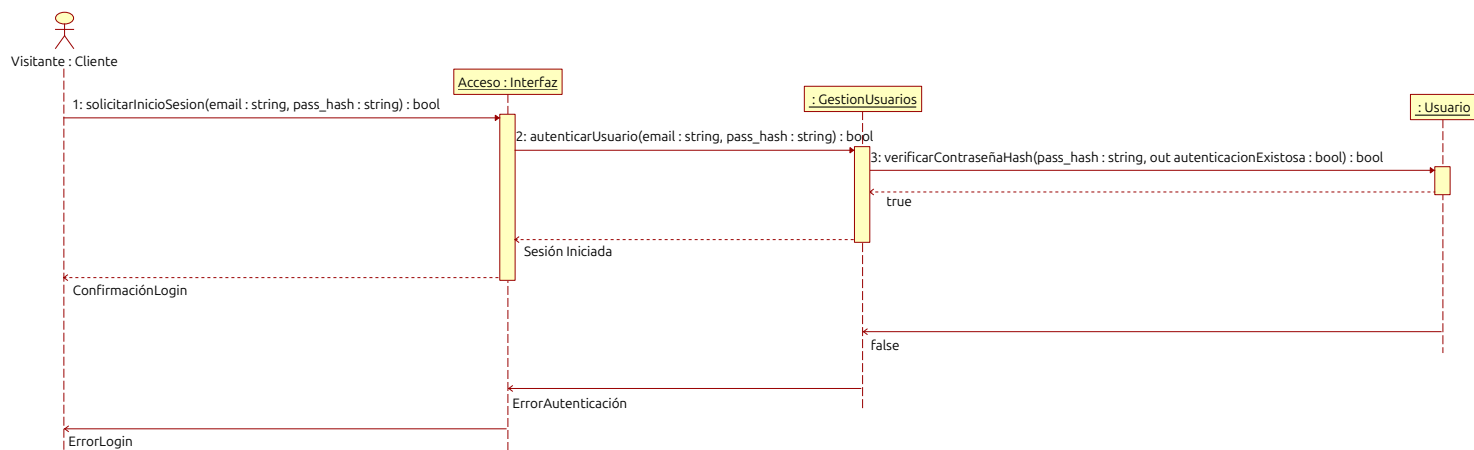 Visitante : Cliente
Acceso : Interfaz
: GestionUsuarios
: Usuario
1: solicitarInicioSesion(email : string, pass_hash : string) : bool
2: autenticarUsuario(email : string, pass_hash : string) : bool
3: verificarContraseñaHash(pass_hash : string, out autenticacionExistosa : bool) : bool
true
Sesión Iniciada
ConfirmaciónLogin
false
ErrorAutenticación
ErrorLogin